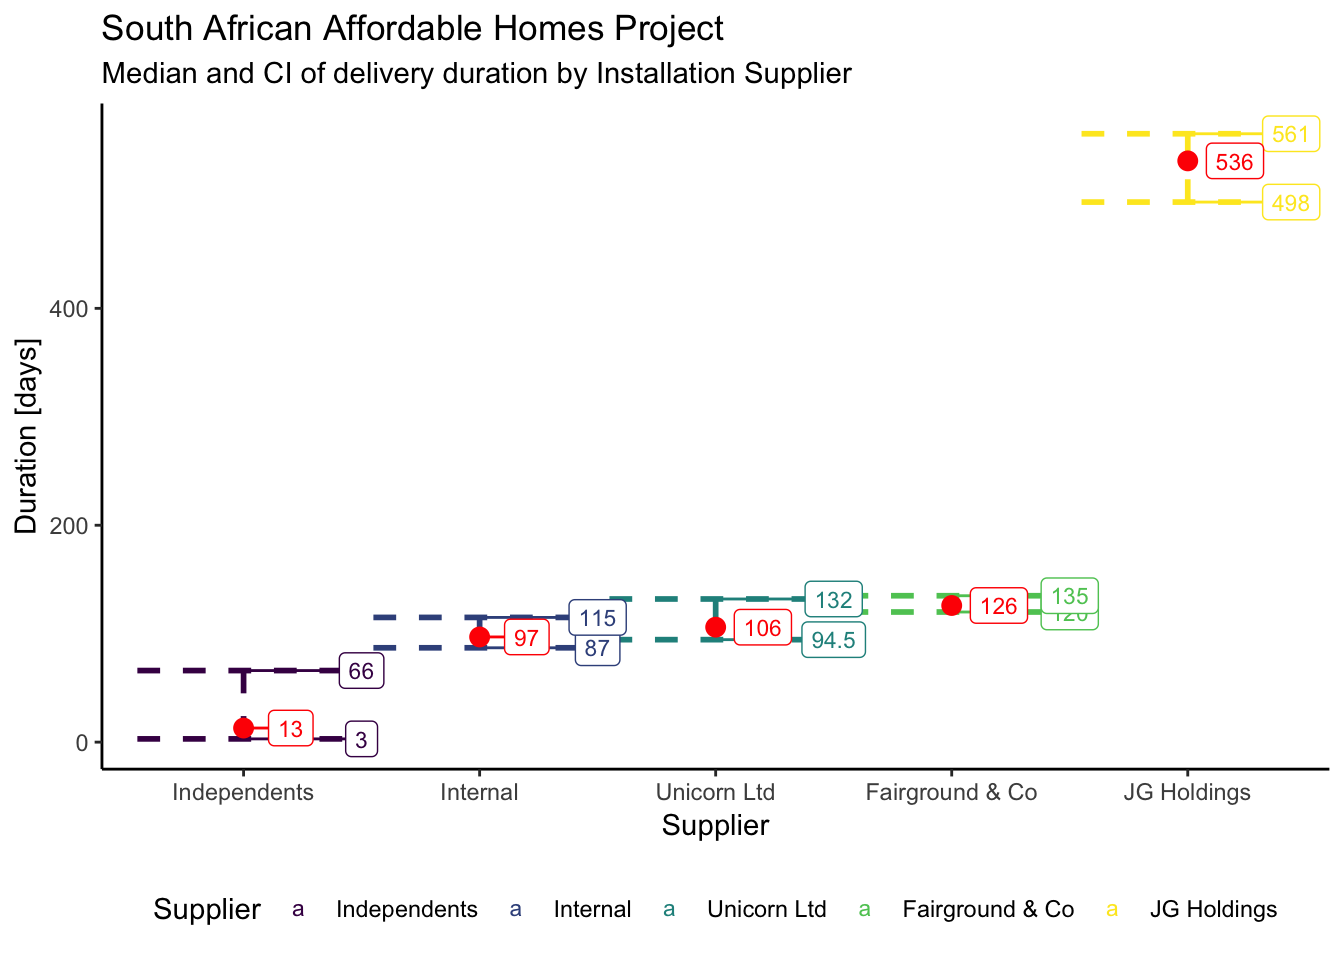 South African Affordable Homes Project
Median and CI of delivery duration by Installation Supplier
Duration [days]
400
200
0
561
536
498
135
126
132
106
94.5
115
97
87
66
13
3
Independents Internal Unicorn Ltd Fairground & Co JG Holdings
Supplier
Supplier a Independents a Internal a Unicorn Ltd a Fairground & Co a JG Holdings